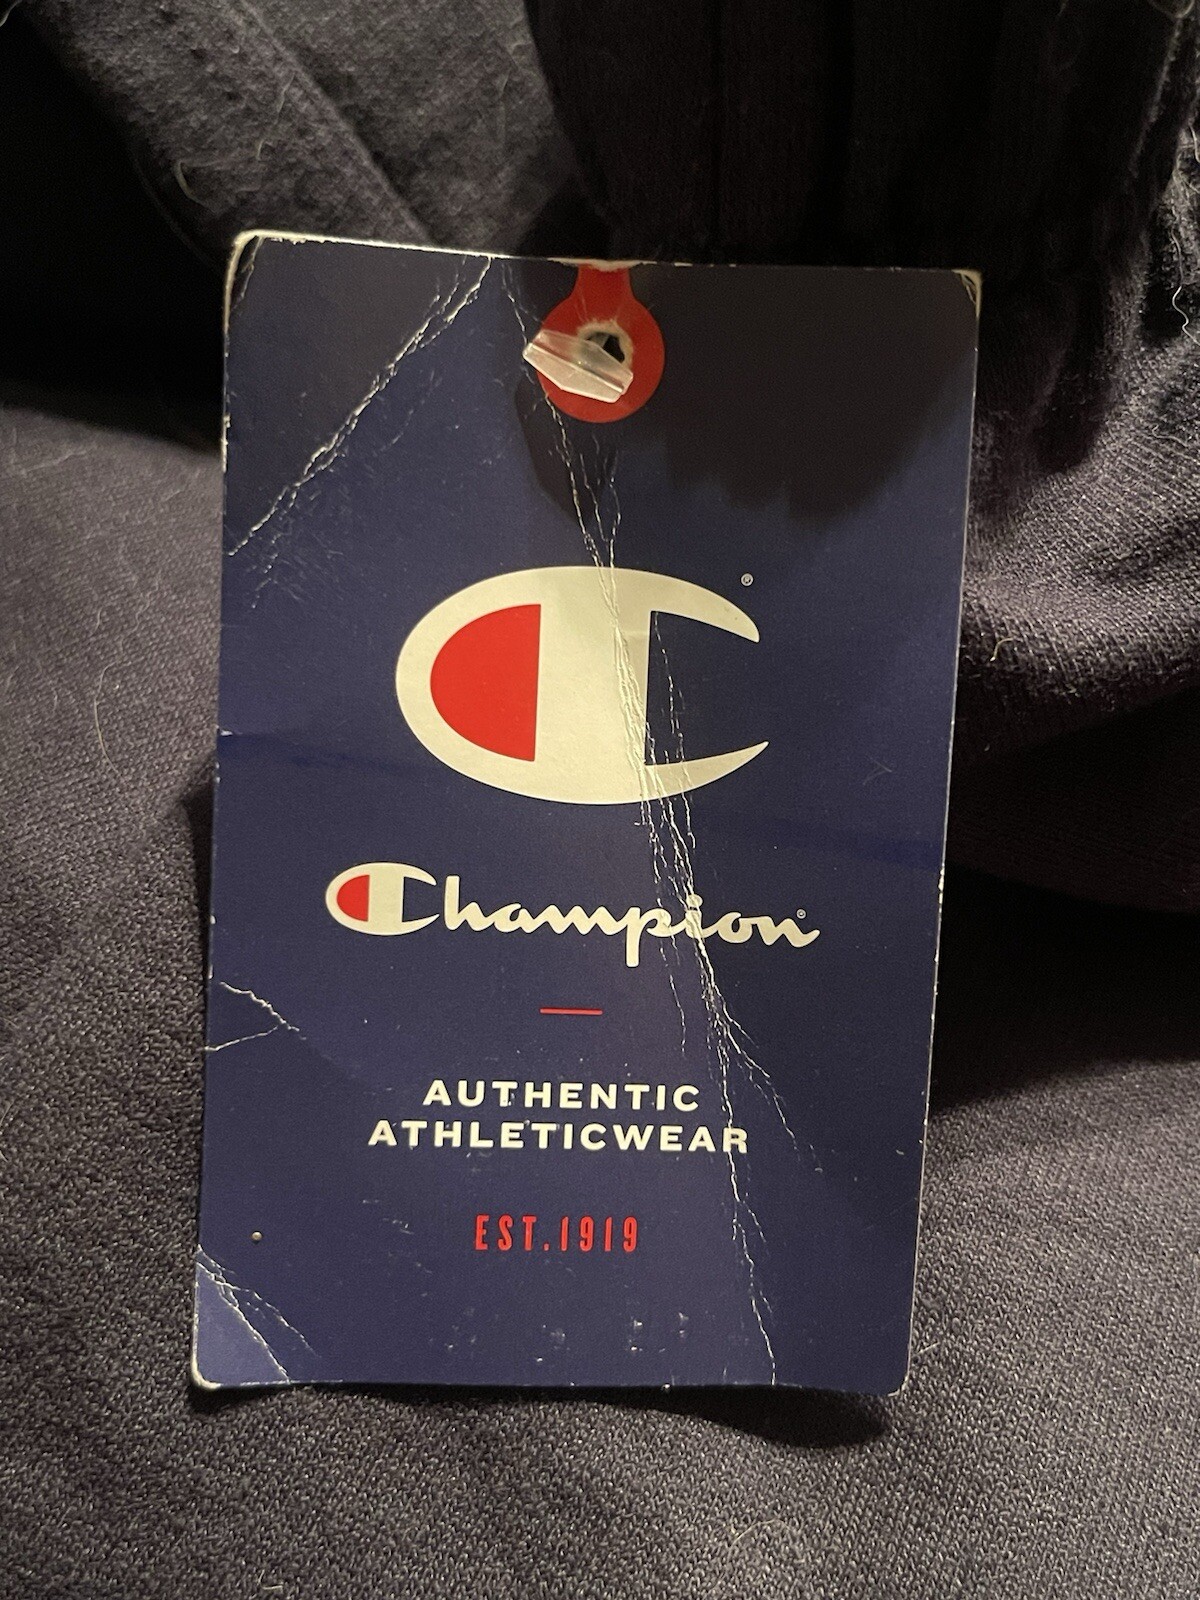 C®
Champion®
AUTHENTIC
ATHLETICWEAR
EST.1919